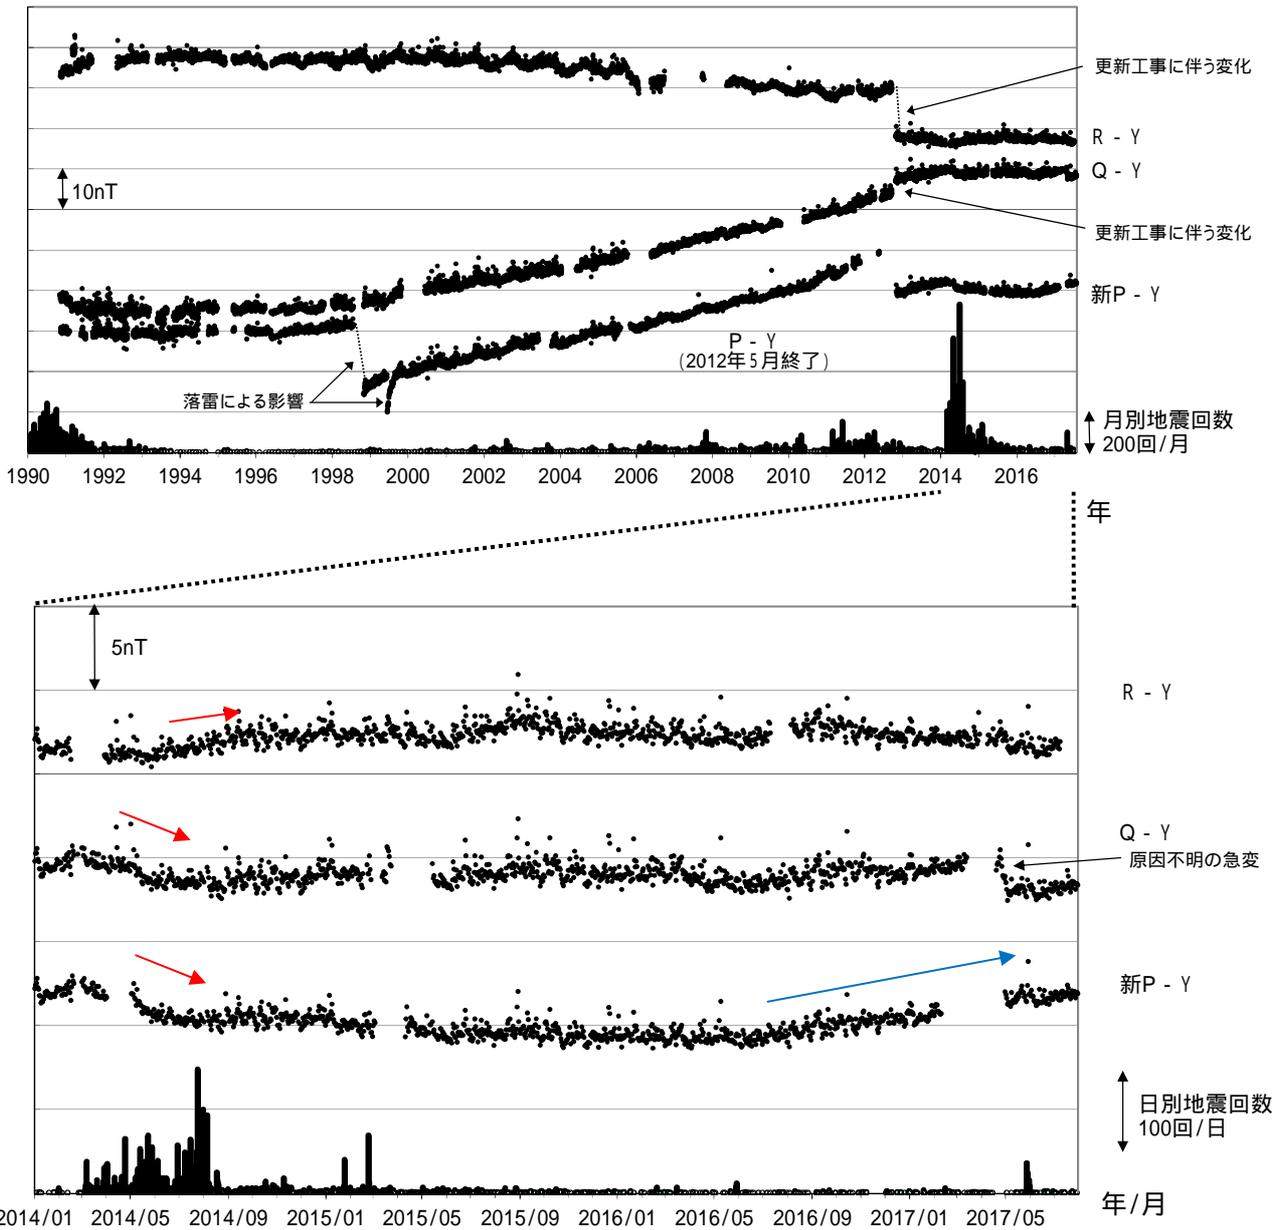 更新工事に伴う変化
R - Y
Q - Y
10nT
更新工事に伴う変化
新P - Y
P - Y
(2012年5月終了)
落雷による影響
月別地震回数
200回/月
1990 1992 1994 1996 1998 2000 2002 2004 2006 2008 2010 2012 2014 2016
年
5nT
R - Y
Q - Y
原因不明の急変
新P - Y
日別地震回数
100回/日
2014/01 2014/05 2014/09 2015/01 2015/05 2015/09 2016/01 2016/05 2016/09 2017/01 2017/05
年/月